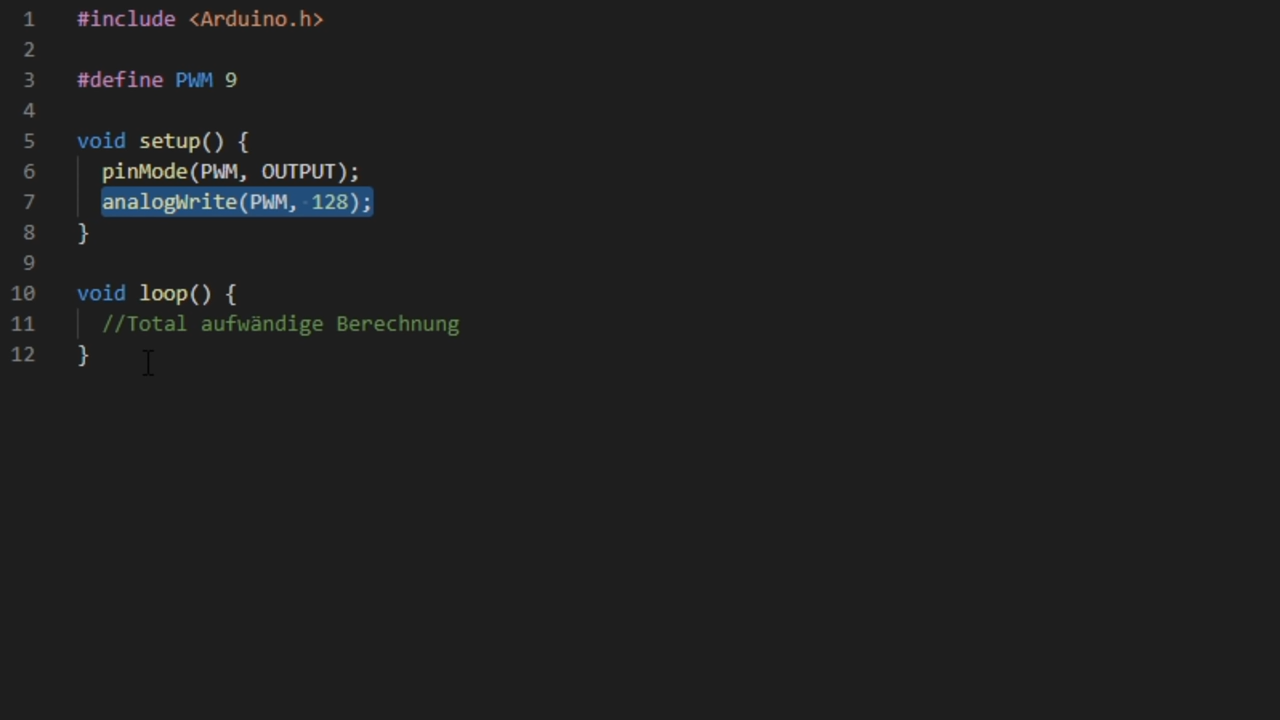 1 #include <Arduino.h>
2
3 #define PWM 9
4
5 void setup() {
6   pinMode(PWM, OUTPUT);
7   analogWrite(PWM, 128);
8 }
9
10 void loop() {
11   //Total aufwändige Berechnung
12 }